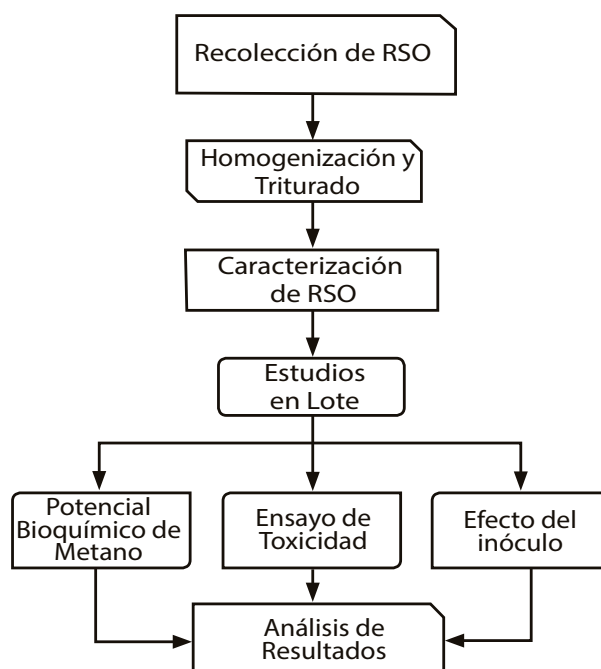 Recolección de RSO
Homogenización y
Triturado
Caracterización
de RSO
Estudios
en Lote
Potencial
Bioquímico de
Metano
Ensayo de
Toxicidad
Efecto del
inóculo
Análisis de
Resultados